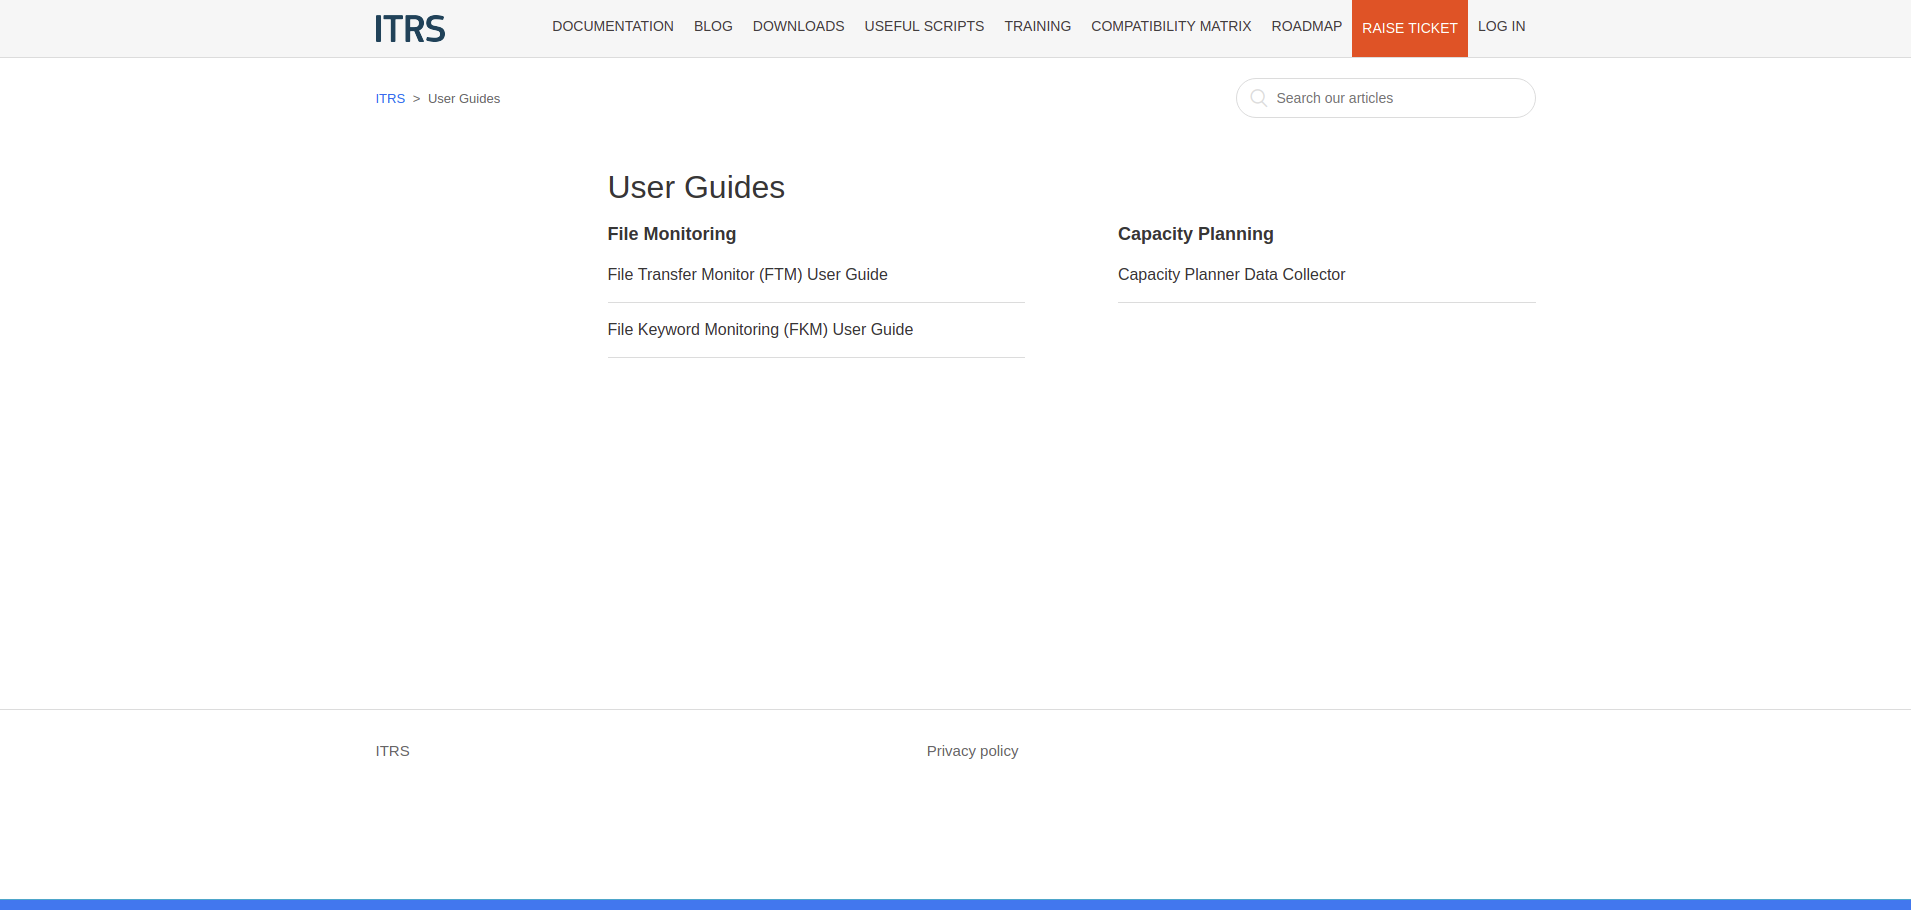 ITRS
DOCUMENTATION BLOG DOWNLOADS USEFUL SCRIPTS TRAINING COMPATIBILITY MATRIX ROADMAP RAISE TICKET LOG IN
ITRS > User Guides
Search our articles
User Guides
File Monitoring
File Transfer Monitor (FTM) User Guide
File Keyword Monitoring (FKM) User Guide
Capacity Planning
Capacity Planner Data Collector
ITRS
Privacy policy